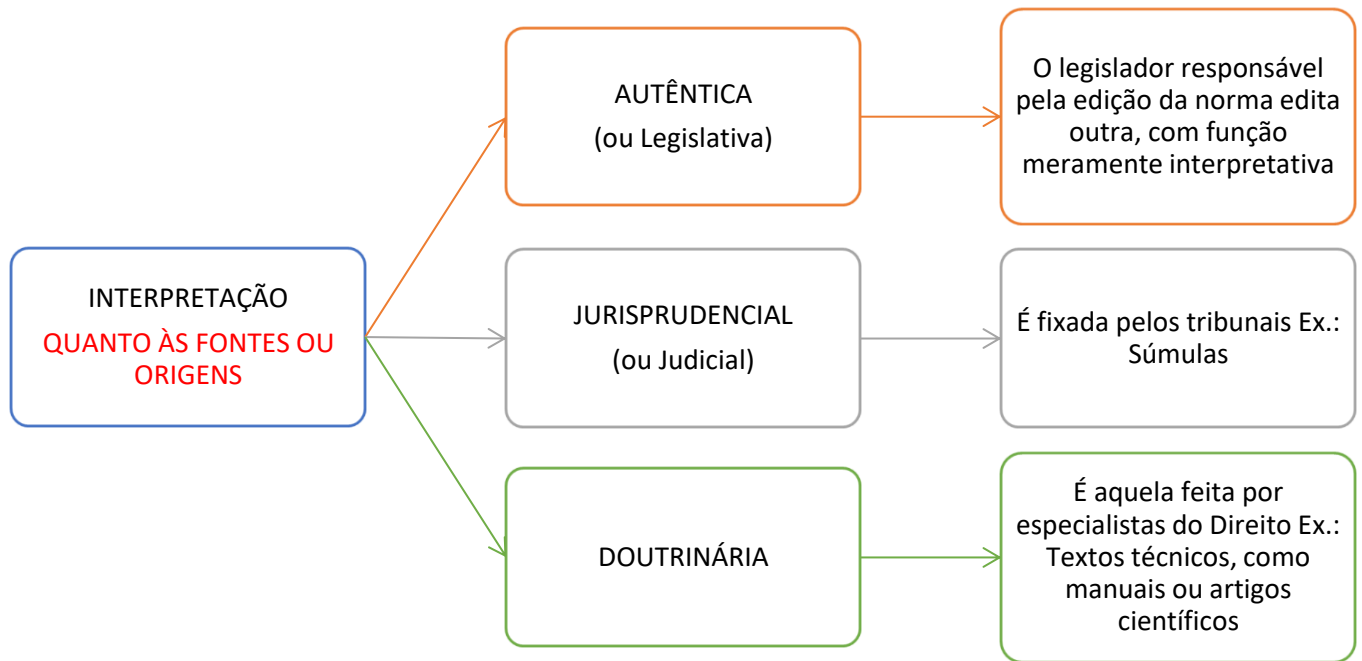 INTERPRETAÇÃO
QUANTO ÀS FONTES OU
ORIGENS
AUTÊNTICA
(ou Legislativa)
O legislador responsável
pela edição da norma edita
outra, com função
meramente interpretativa
JURISPRUDENCIAL
(ou Judicial)
É fixada pelos tribunais Ex.:
Súmulas
DOUTRINÁRIA
É aquela feita por
especialistas do Direito Ex.:
Textos técnicos, como
manuais ou artigos
científicos